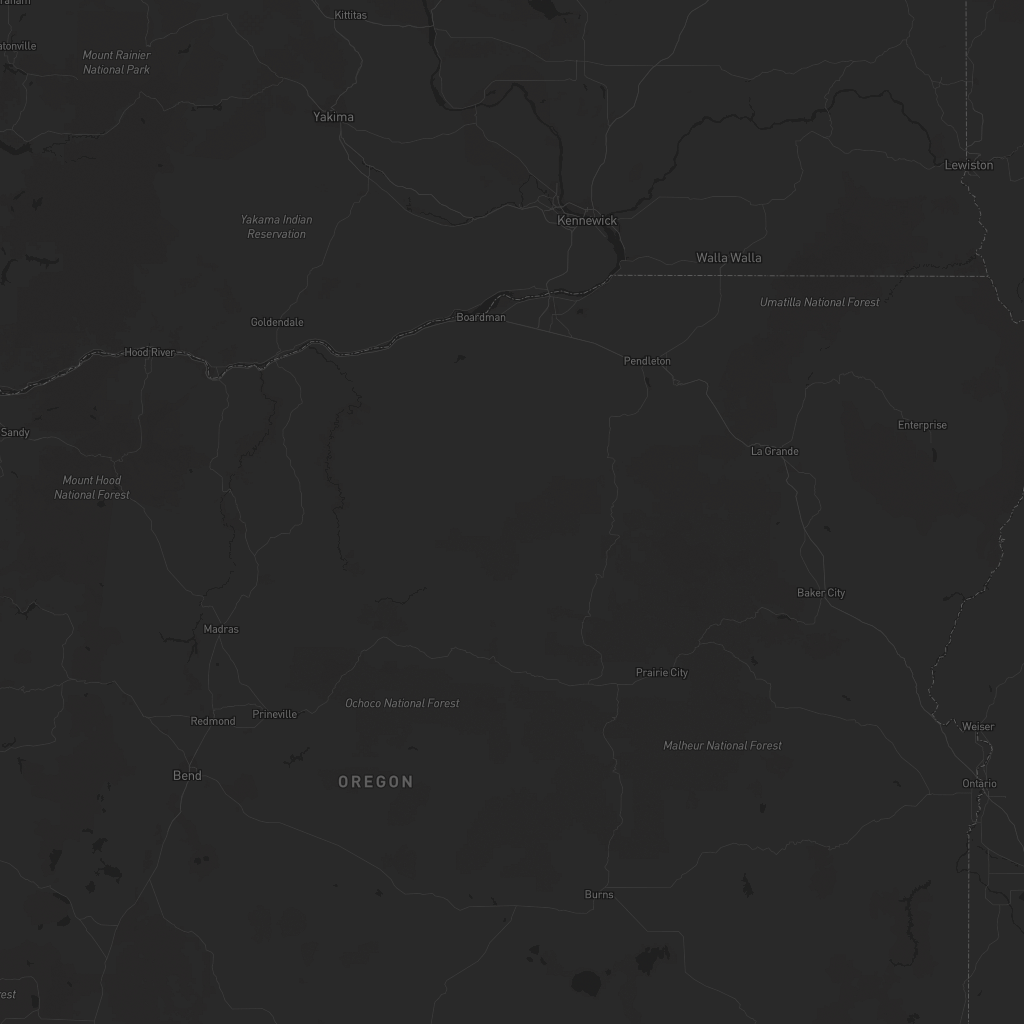 Kittitas
atonville
Mount Rainier
National Park
Yakima
Lewiston
Yakama Indian
Reservation
Kennewick
Walla Walla
Umatilla National Forest
Boardman
Goldendale
Hood River
Pendleton
Enterprise
Sandy
La Grande
Mount Hood
National Forest
Baker City
Madras
Prairie City
Ochoco National Forest
Prineville
Redmond
Weiser
Malheur National Forest
Bend
OREGON
Ontario
Burns
est